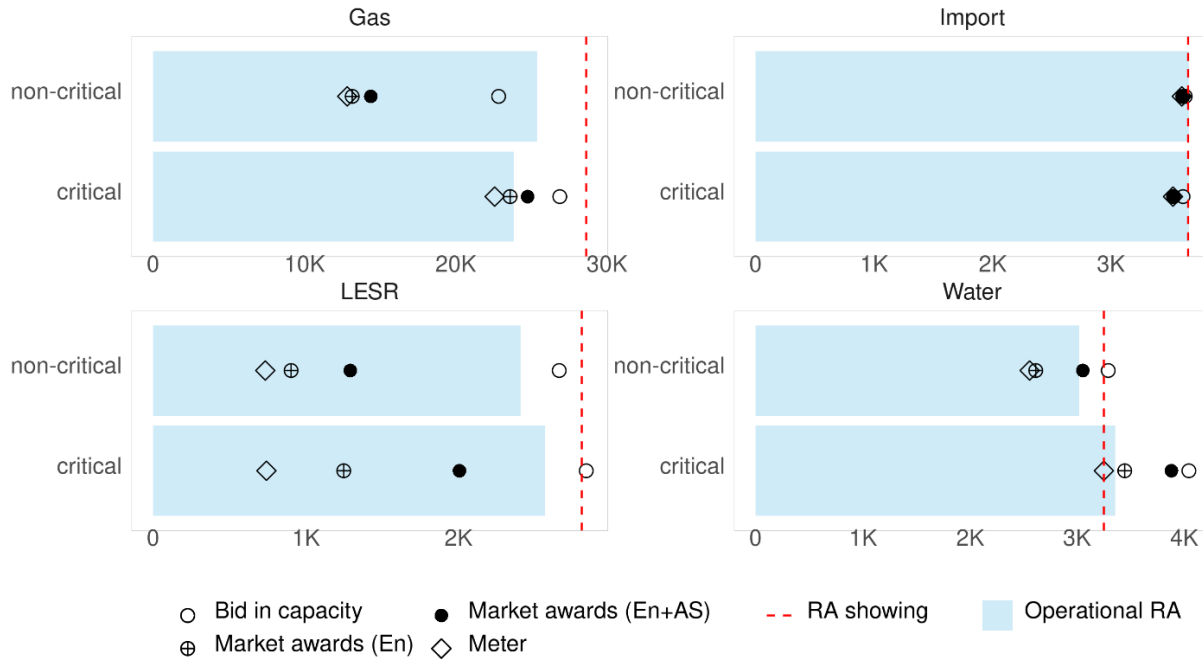 Gas
Import
non-critical
critical
0 10K 20K 30K
non-critical
critical
0 1K 2K 3K
LESR
Water
non-critical
critical
0 1K 2K
non-critical
critical
0 1K 2K 3K 4K
Bid in capacity
Market awards (En+AS)
RA showing
Operational RA
Market awards (En)
Meter